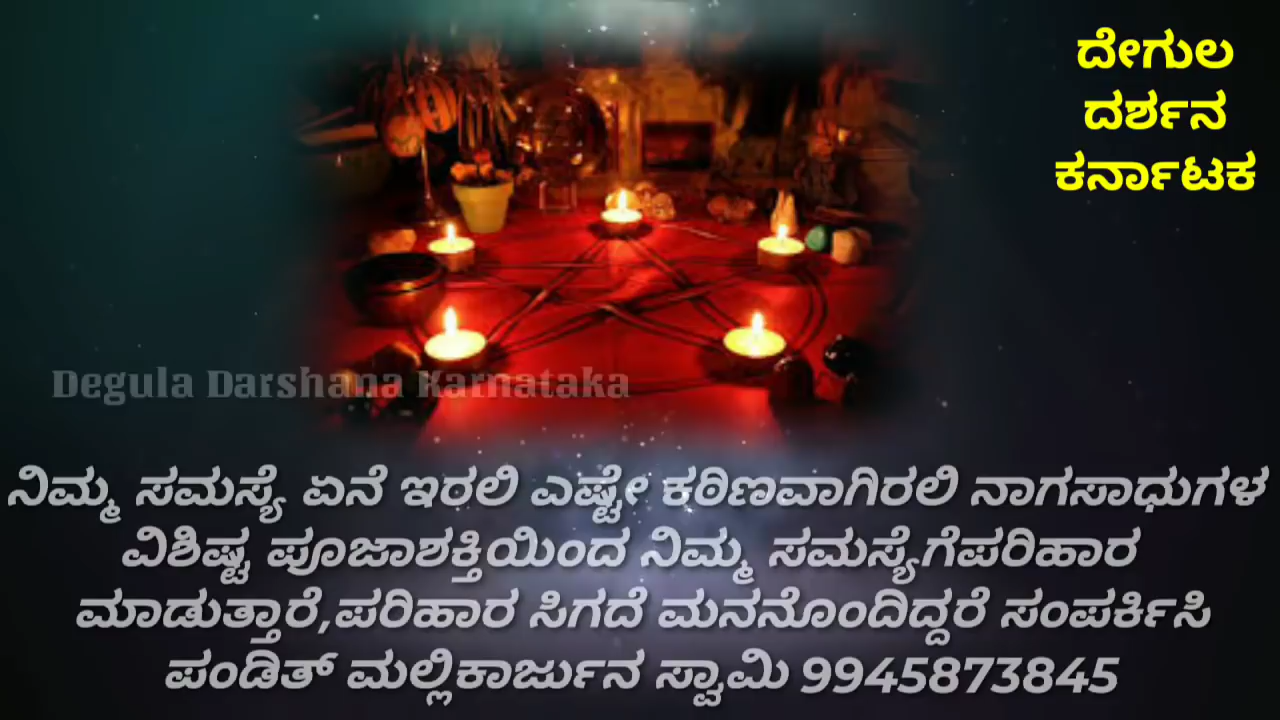 ದೇಗುಲ
ದರ್ಶನ
ಕರ್ನಾಟಕ
Degula Darshana Karnataka
ನಿಮ್ಮ ಸಮಸ್ಯೆ ಏನೆ ಇರಲಿ ಎಷ್ಟೇ ಕಠಿಣವಾಗಿರಲಿ ನಾಗಸಾಧುಗಳ
ವಿಶಿಷ್ಟ ಪೂಜಾಶಕ್ತಿಯಿಂದ ನಿಮ್ಮ ಸಮಸ್ಯೆಗೆಪರಿಹಾರ
ಮಾಡುತ್ತಾರೆ,ಪರಿಹಾರ ಸಿಗದೆ ಮನನೊಂದಿದ್ದರೆ ಸಂಪರ್ಕಿಸಿ
ಪಂಡಿತ್ ಮಲ್ಲಿಕಾರ್ಜುನ ಸ್ವಾಮಿ 9945873845